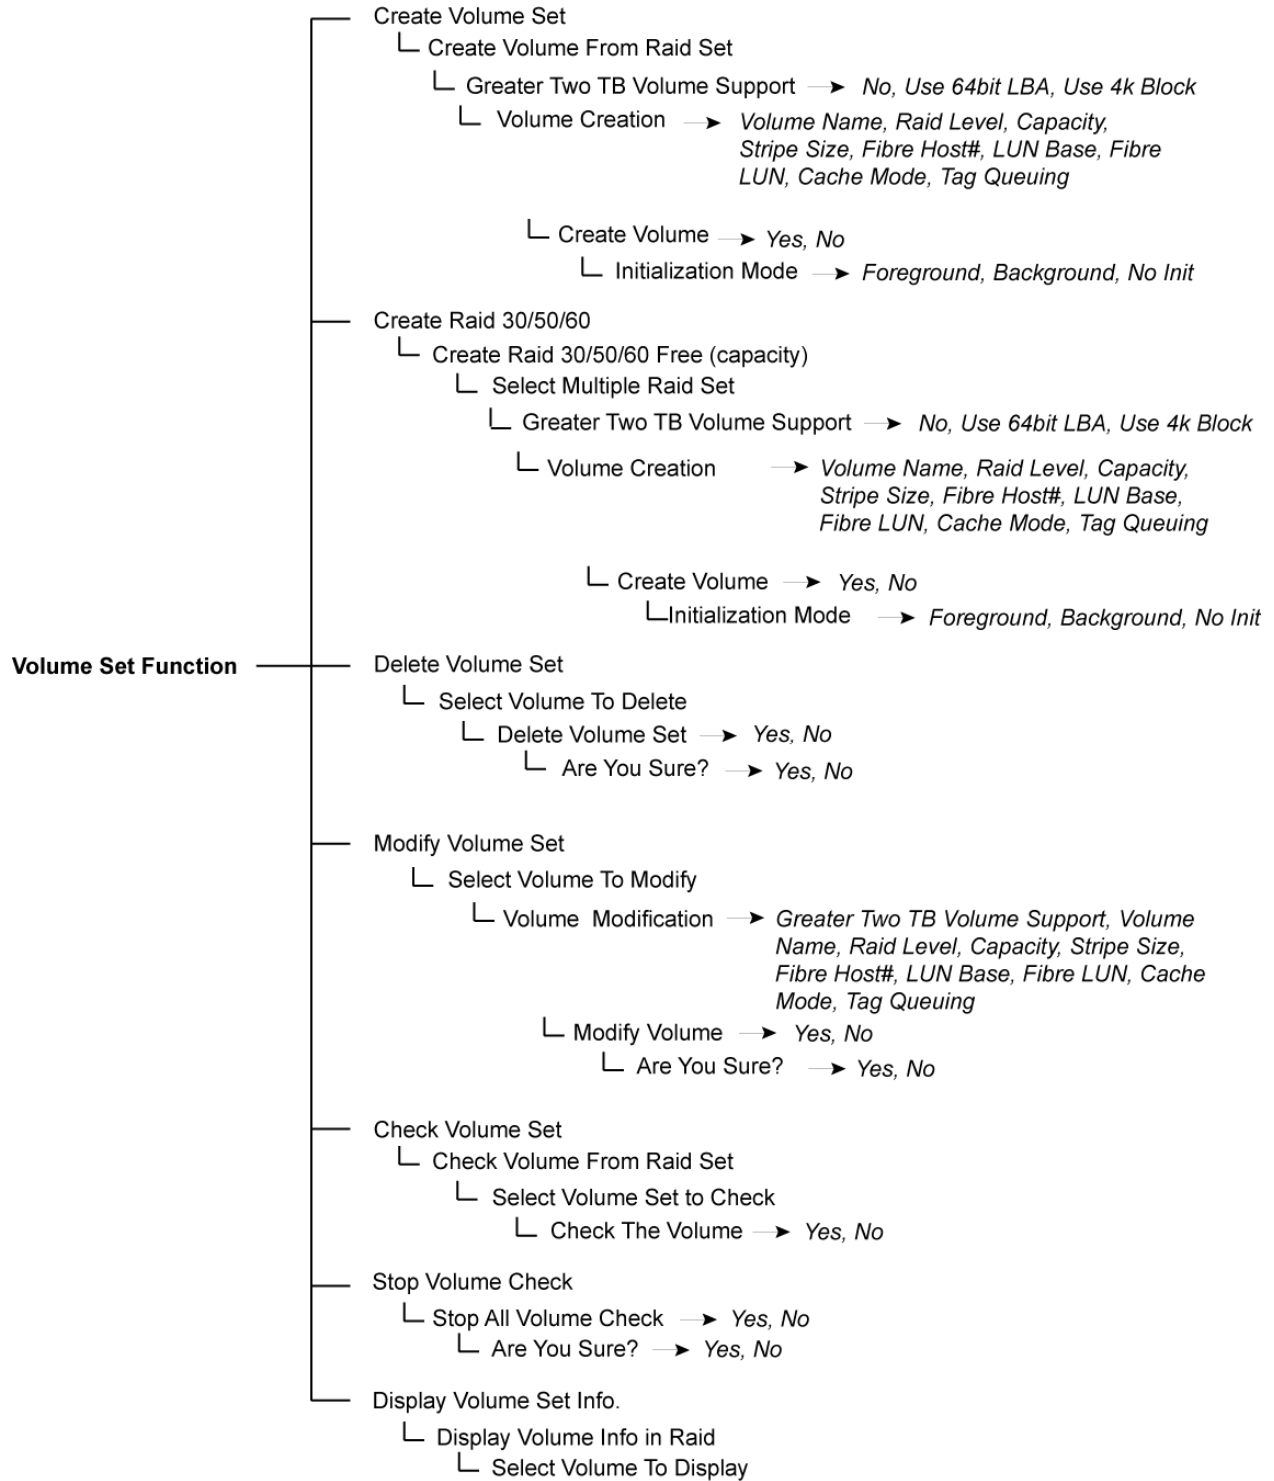 Create Volume Set
Create Volume From Raid Set
Greater Two TB Volume Support No, Use 64bit LBA, Use 4k Block
Volume Creation Volume Name, Raid Level, Capacity,
Stripe Size, Fibre Host#, LUN Base, Fibre
LUN, Cache Mode, Tag Queuing
Create Volume Yes, No
Initialization Mode Foreground, Background, No Init
Create Raid 30/50/60
Create Raid 30/50/60 Free (capacity)
Select Multiple Raid Set
Greater Two TB Volume Support No, Use 64bit LBA, Use 4k Block
Volume Creation Volume Name, Raid Level, Capacity,
Stripe Size, Fibre Host#, LUN Base,
Fibre LUN, Cache Mode, Tag Queuing
Create Volume Yes, No
Initialization Mode Foreground, Background, No Init
Volume Set Function Delete Volume Set
Select Volume To Delete
Delete Volume Set Yes, No
Are You Sure? Yes, No
Modify Volume Set
Select Volume To Modify
Volume Modification Greater Two TB Volume Support, Volume
Name, Raid Level, Capacity, Stripe Size,
Fibre Host#, LUN Base, Fibre LUN, Cache
Mode, Tag Queuing
Modify Volume Yes, No
Are You Sure? Yes, No
Check Volume Set
Check Volume From Raid Set
Select Volume Set to Check
Check The Volume Yes, No
Stop Volume Check
Stop All Volume Check Yes, No
Are You Sure? Yes, No
Display Volume Set Info.
Display Volume Info in Raid
Select Volume To Display